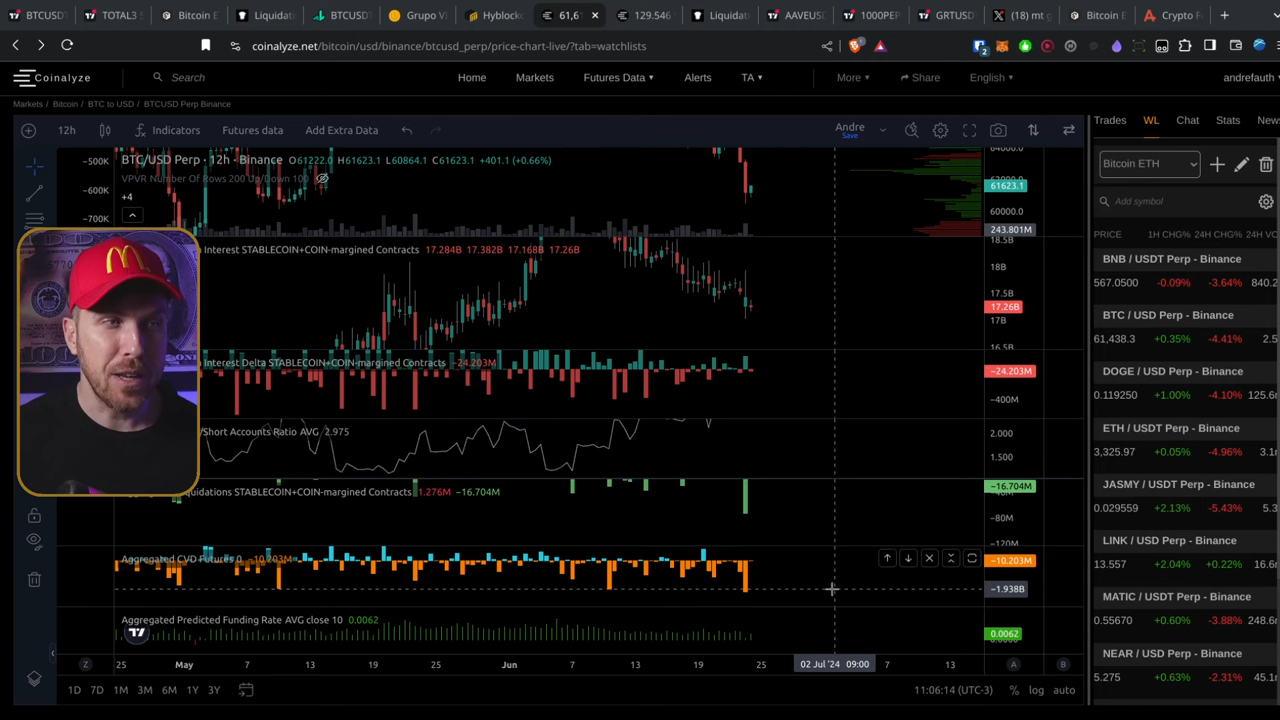 BTCUSDT
TOTAL3
Bitcoin E
Liquidat
BTCUSDT
Grupo V
Hyblock
61,6
129.546
Liquidat
AAVEUS
1000PEP
GRTUSDT
(18) mt g
Bitcoin E
Crypto F
coinalyze.net/bitcoin/usd/binance/btcusd_perp/price-chart-live/?tab=watchlists
2
Coinalyze
Search
Home
Markets
Futures Data
Alerts
TA
More
Share
English
andrefauth
Markets / Bitcoin / BTC to USD / BTCUSD Perp Binance
12h
Indicators
Futures data
Add Extra Data
Andre
Save
Trades
WL
Chat
Stats
News
BTC/USD Perp · 12h · Binance O61222.0 H61623.1 L60864.1 C61623.1 +401.1 (+0.66%)
VPVR Number Of Rows 200 Up/Down 100
+4
-500K
-600K
-700K
64000.0
62000.0
61623.1
60000.0
243.801M
Interest STABLECOIN+COIN-margined Contracts 17.284B 17.382B 17.168B 17.26B
18.5B
18B
17.5B
17.26B
17B
16.5B
Interest Delta STABLECOIN+COIN-margined Contracts −24.203M
−24.203M
−400M
/Short Accounts Ratio AVG 2.975
2.000
1.500
quidations STABLECOIN+COIN-margined Contracts 1.276M −16.704M
−16.704M
−80M
−120M
Aggregated CVD Futures 0 −10.203M
−10.203M
−1.938B
Aggregated Predicted Funding Rate AVG close 10 0.0062
0.0062
25 May 7 13 19 25 Jun 7 13 19 25 02 Jul '24 09:00 7 13
Z
A
B
1D 7D 1M 3M 6M 1Y 3Y
11:06:14 (UTC-3) % log auto
Bitcoin ETH
Add symbol
PRICE 1H CHG% 24H CHG% 24H VO
BNB / USDT Perp - Binance
567.0500 -0.09% -3.64% 840.2
BTC / USDT Perp - Binance
61,438.3 +0.35% -4.41% 2.5
DOGE / USD Perp - Binance
0.119250 +1.00% -4.10% 125.6
ETH / USD Perp - Binance
3,325.97 +0.05% -4.96% 3.1
JASMY / USDT Perp - Binance
0.029559 +2.13% -5.43% 5.3
LINK / USD Perp - Binance
13.557 +2.04% +0.22% 16.6
MATIC / USDT Perp - Binance
0.55670 +0.60% -3.88% 248.6
NEAR / USD Perp - Binance
5.275 +0.63% -2.31% 45.1